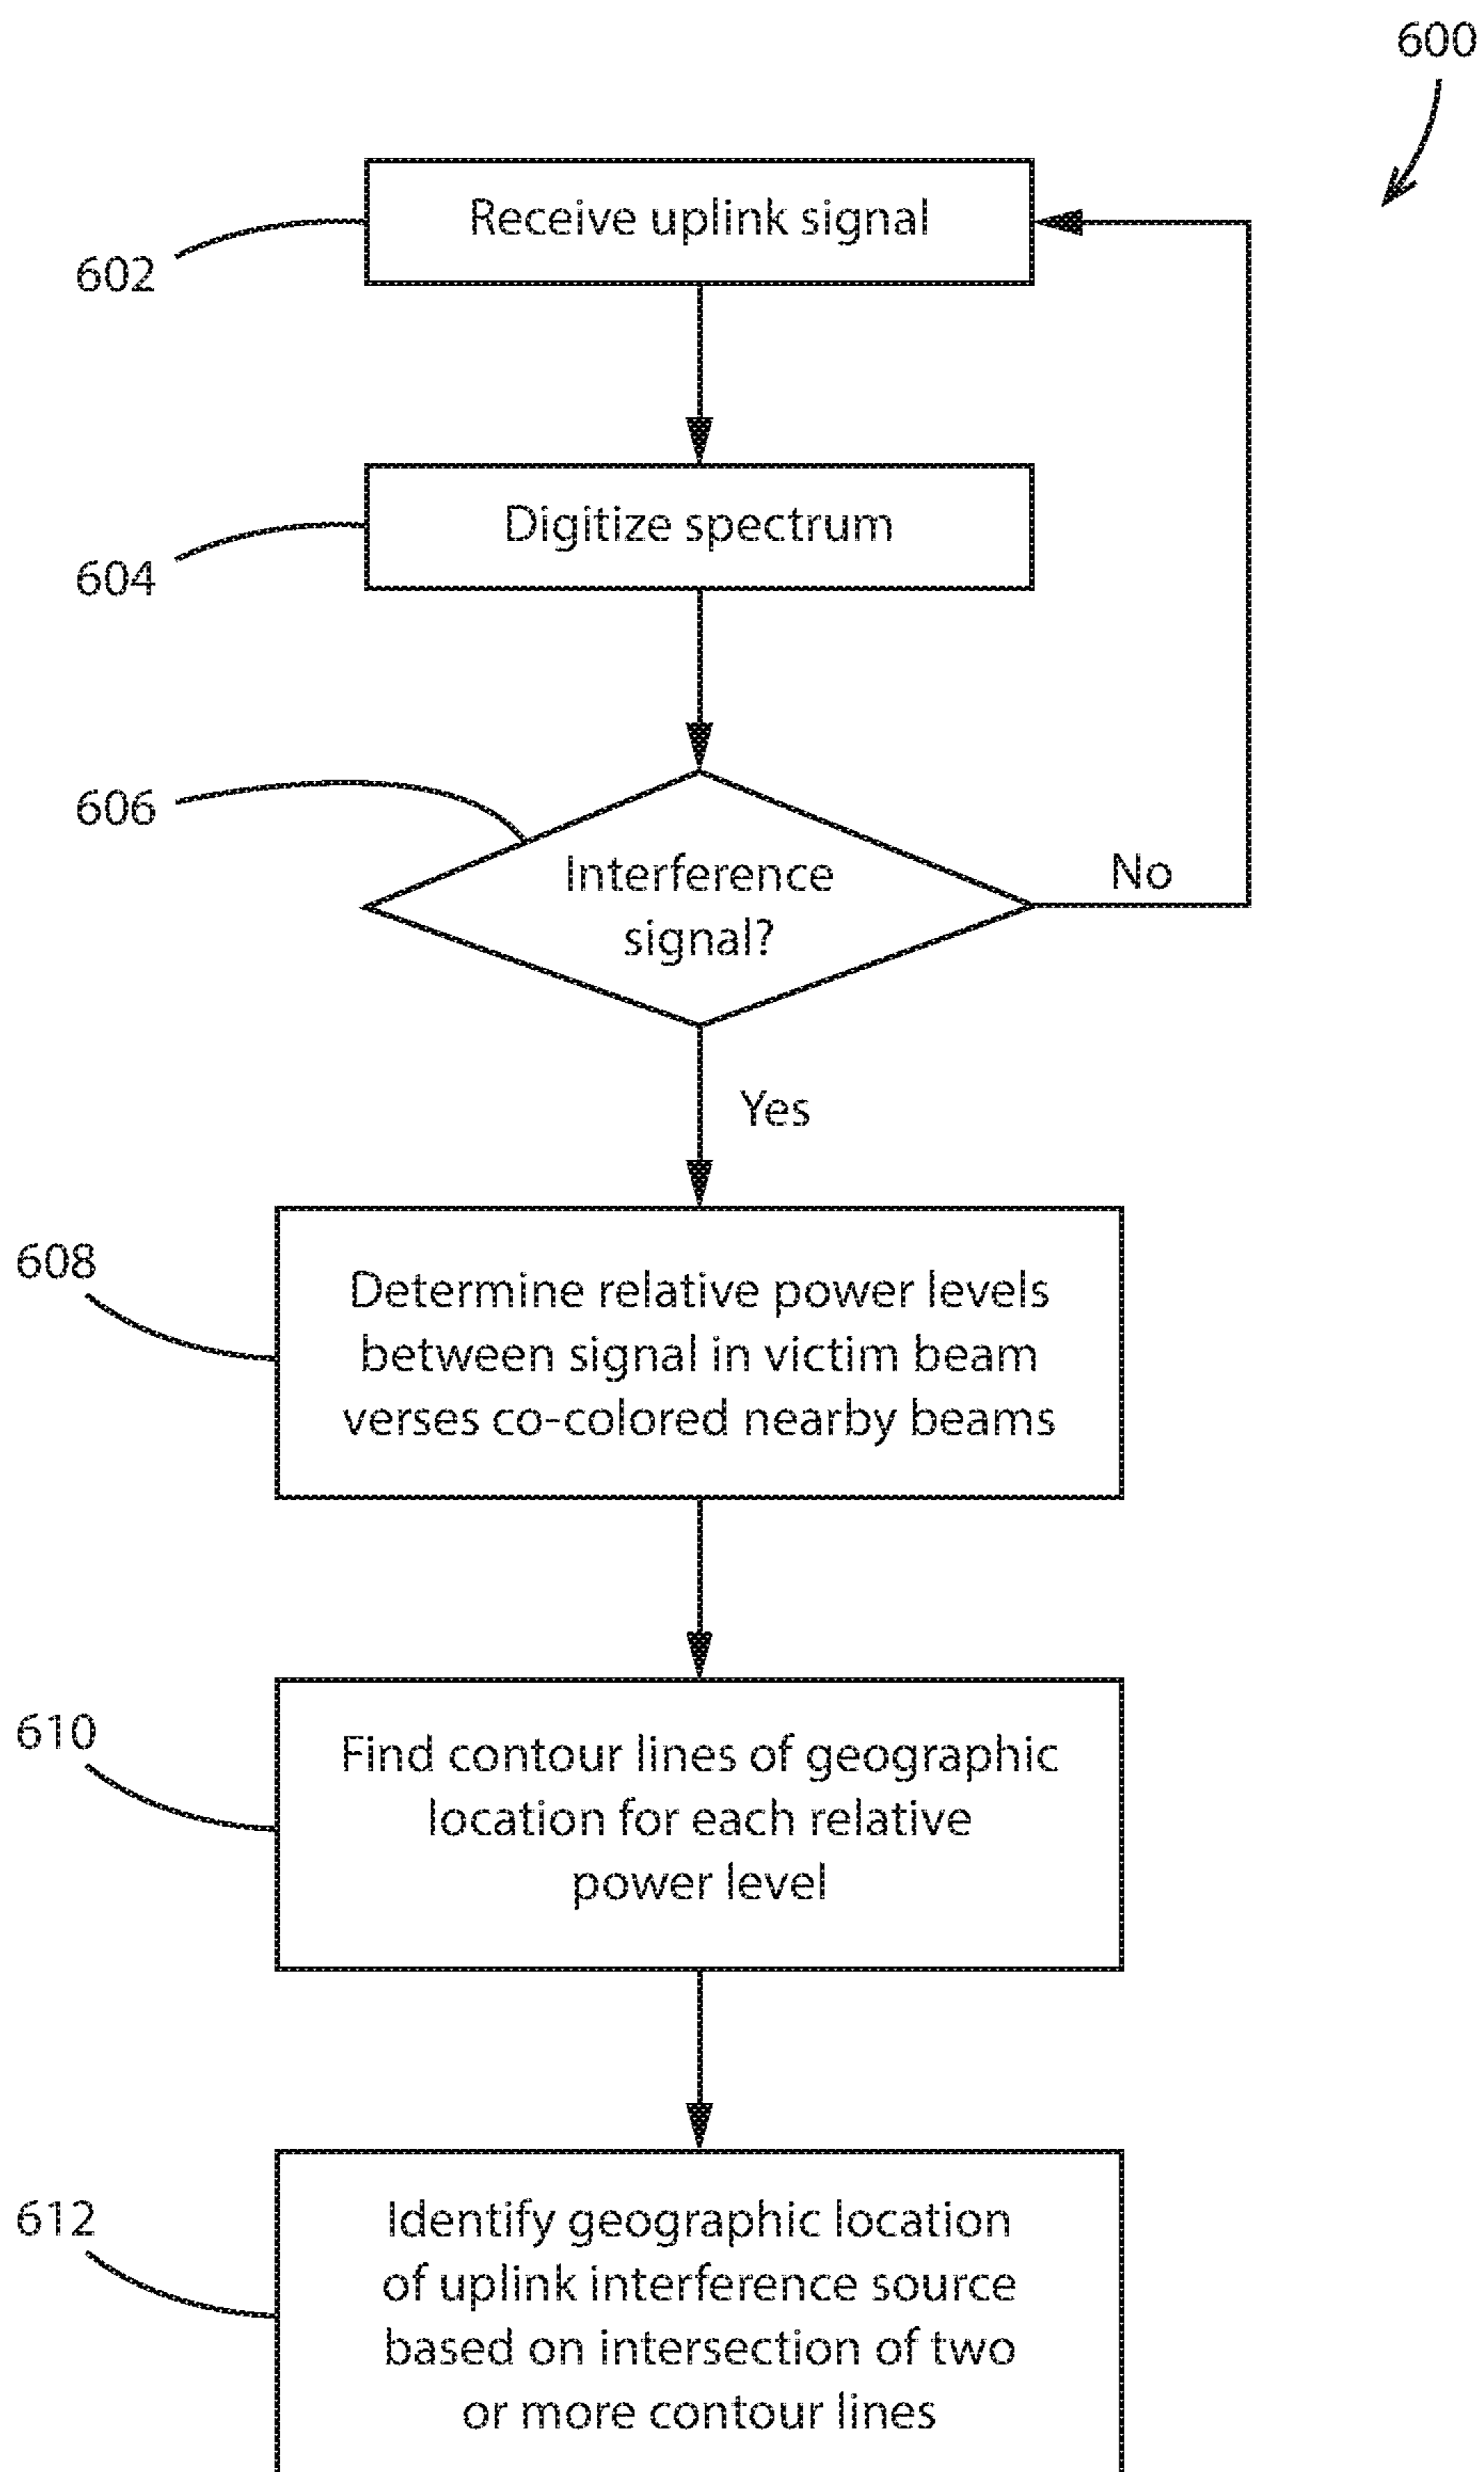 600
Receive uplink signal
602
Digitize spectrum
604
606
Interference
signal?
No
Yes
608
Determine relative power levels
between signal in victim beam
verses co-colored nearby beams
610
Find contour lines of geographic
location for each relative
power level
612
Identify geographic location
of uplink interference source
based on intersection of two
or more contour lines